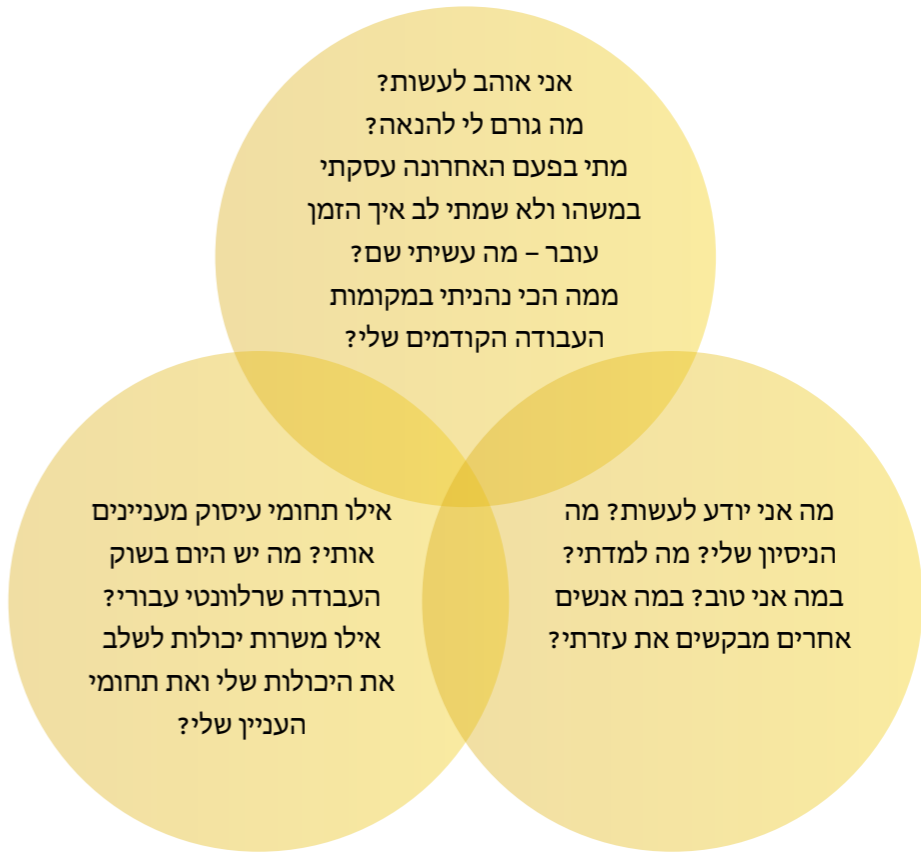 אני אוהב לעשות?
מה גורם לי להנאה?
מתי בפעם האחרונה עסקתי
במשהו ולא שמתי לב איך הזמן
עובר – מה עשיתי שם?
ממה הכי נהניתי במקומות
העבודה הקודמים שלי?
מה אני יודע לעשות? מה
הניסיון שלי? מה למדתי?
במה אני טוב? במה אנשים
אחרים מבקשים את עזרתי?
אילו תחומי עיסוק מעניינים
אותי? מה יש היום בשוק
העבודה שרלוונטי עבורי?
אילו משרות יכולות לשלב
את היכולות שלי ואת תחומי
העניין שלי?